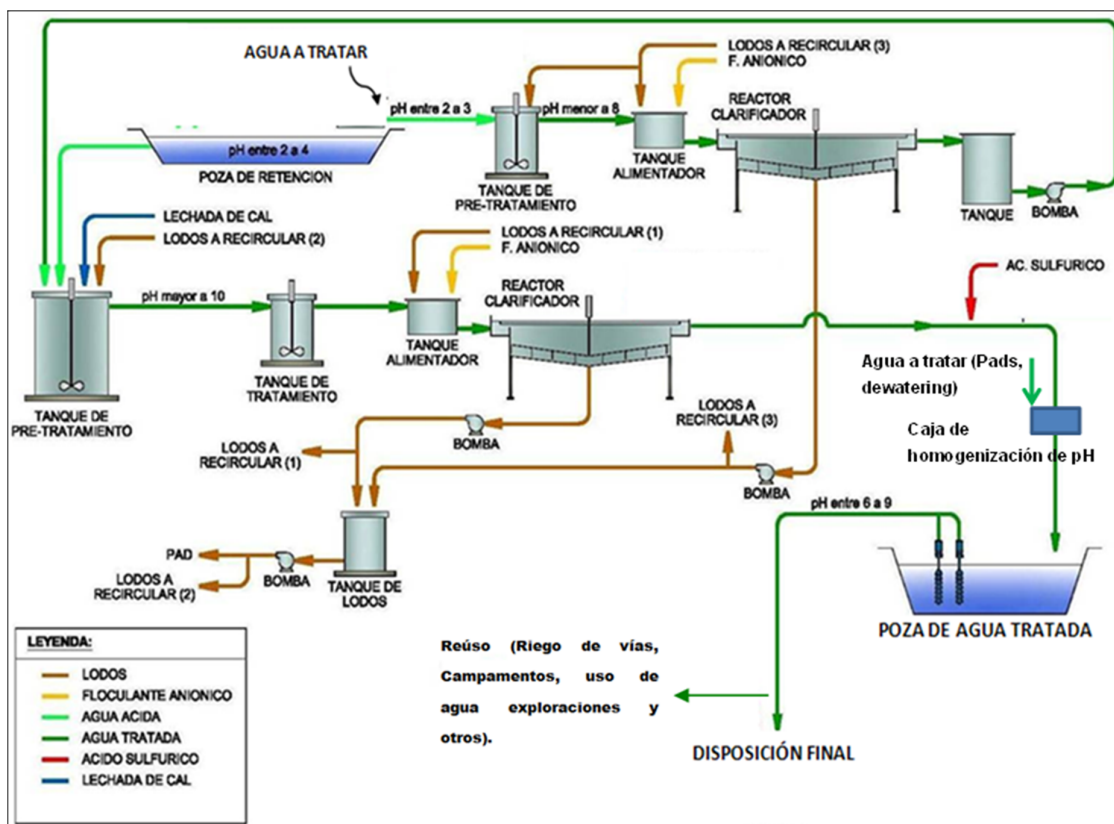 AGUA A TRATAR
LODOS A RECIRCULAR (3)
F. ANIONICO
pH entre 2 a 3
pH menor a 8
REACTOR
CLARIFICADOR
pH entre 2 a 4
POZA DE RETENCION
TANQUE DE
PRE-TRATAMIENTO
TANQUE
ALIMENTADOR
TANQUE
BOMBA
LECHADA DE CAL
LODOS A RECIRCULAR (2)
LODOS A RECIRCULAR (1)
F. ANIONICO
AC. SULFURICO
pH mayor a 10
REACTOR
CLARIFICADOR
TANQUE
ALIMENTADOR
TANQUE DE
TRATAMIENTO
TANQUE DE
PRE-TRATAMIENTO
Agua a tratar (Pads,
dewatering)
Caja de
homogenización de pH
LODOS A
RECIRCULAR (3)
BOMBA
LODOS A
RECIRCULAR (1)
BOMBA
pH entre 6 a 9
PAD
LODOS A
RECIRCULAR (2)
BOMBA
TANQUE DE
LODOS
POZA DE AGUA TRATADA
Reúso (Riego de vías,
Campamentos, uso de
agua exploraciones y
otros).
DISPOSICIÓN FINAL
LEYENDA:
LODOS
FLOCULANTE ANIONICO
AGUA ACIDA
AGUA TRATADA
ACIDO SULFURICO
LECHADA DE CAL